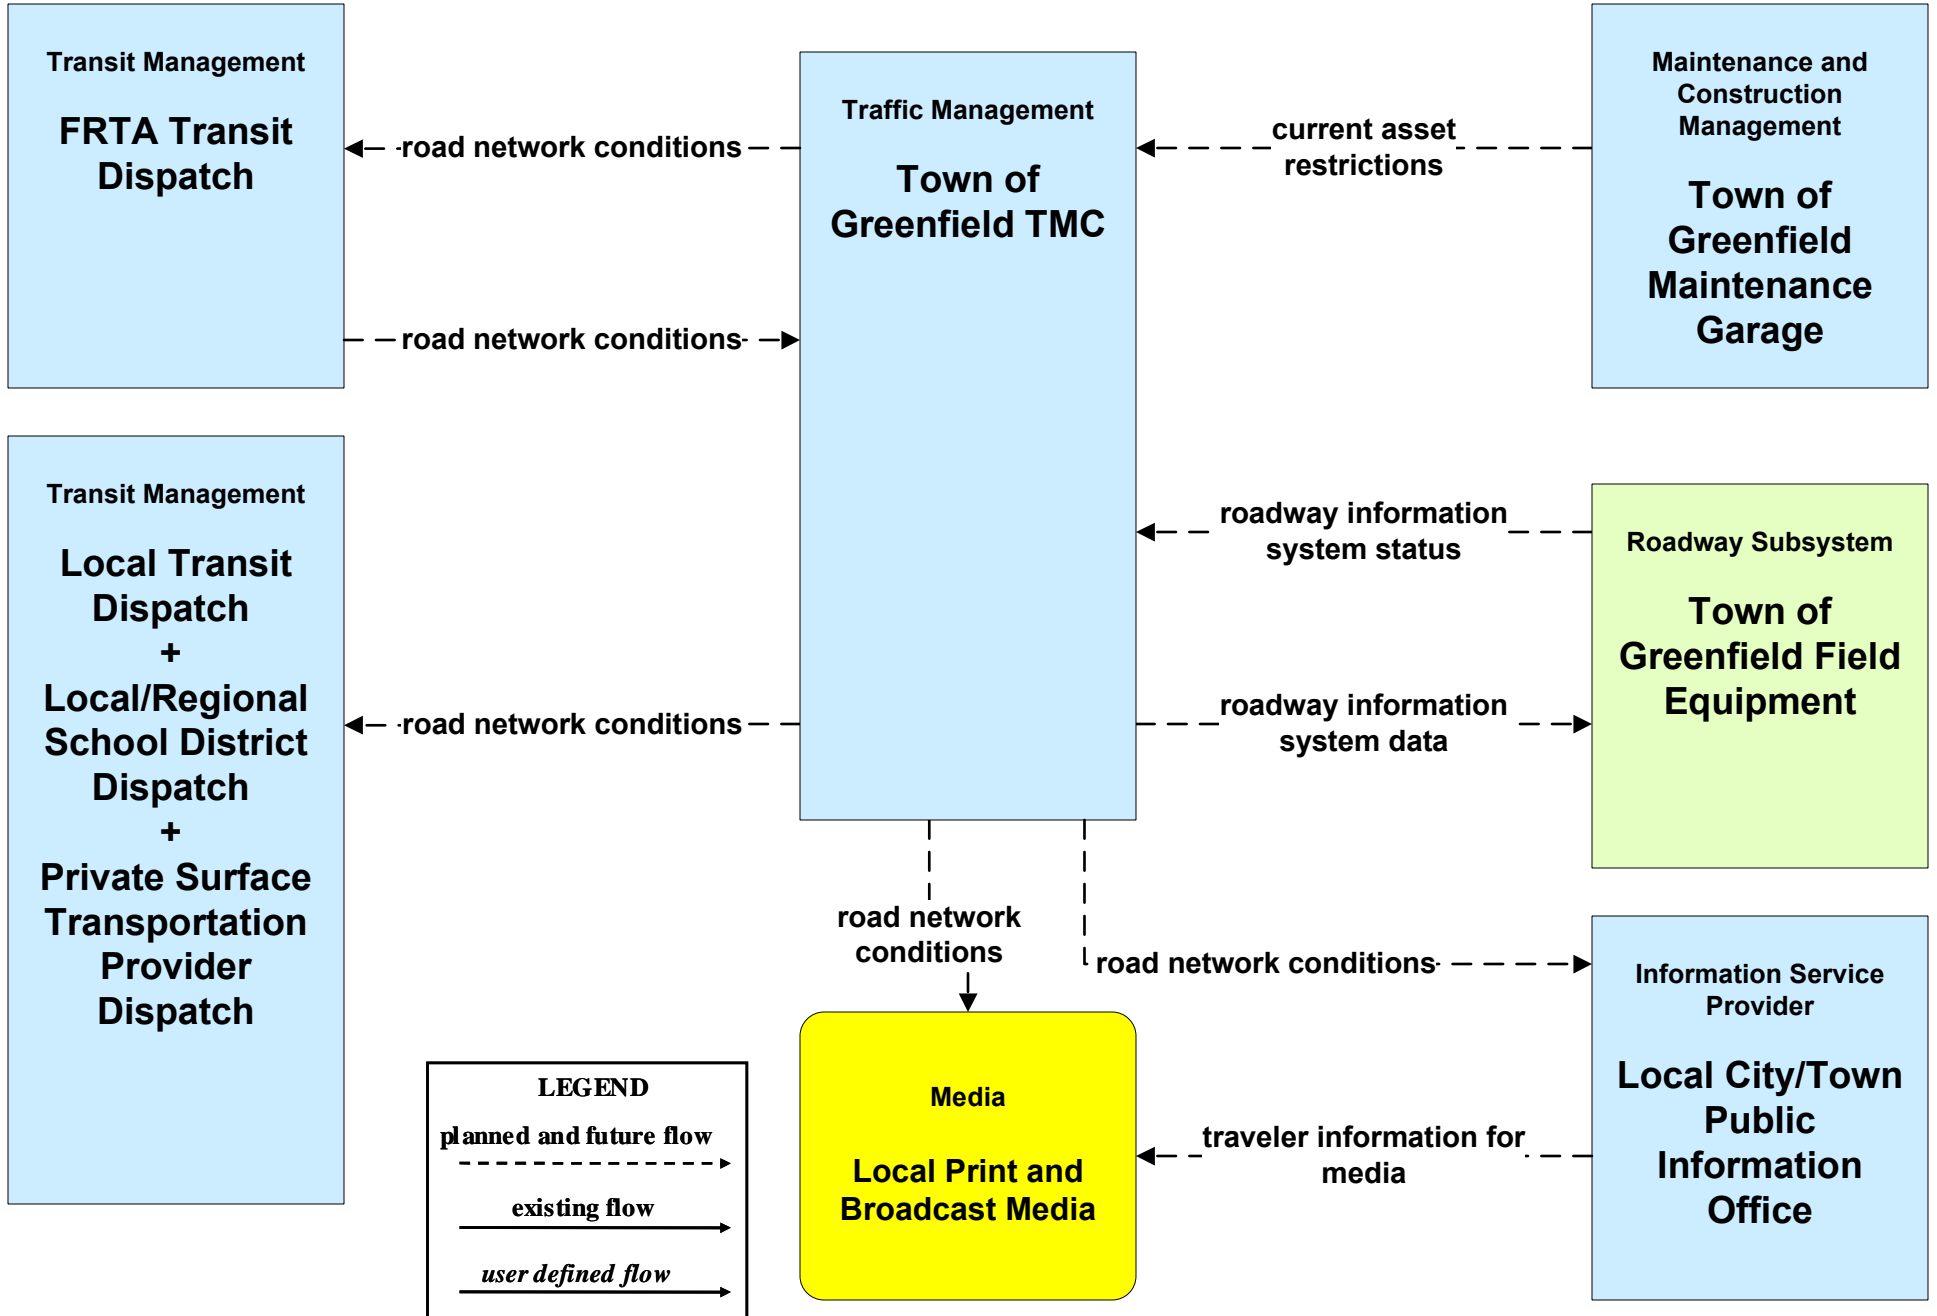 Transit Management
FRTA Transit
Dispatch
road network conditions
road network conditions
Traffic Management
Town of
Greenfield TMC
current asset
restrictions
Maintenance and
Construction
Management
Town of
Greenfield
Maintenance
Garage
Transit Management
Local Transit
Dispatch
+
Local/Regional
School District
Dispatch
+
Private Surface
Transportation
Provider
Dispatch
road network conditions
roadway information
system status
roadway information
system data
Roadway Subsystem
Town of
Greenfield Field
Equipment
road network
conditions
road network conditions
Information Service
Provider
Local City/Town
Public
Information
Office
traveler information for
media
Media
Local Print and
Broadcast Media
LEGEND
planned and future flow
existing flow
user defined flow